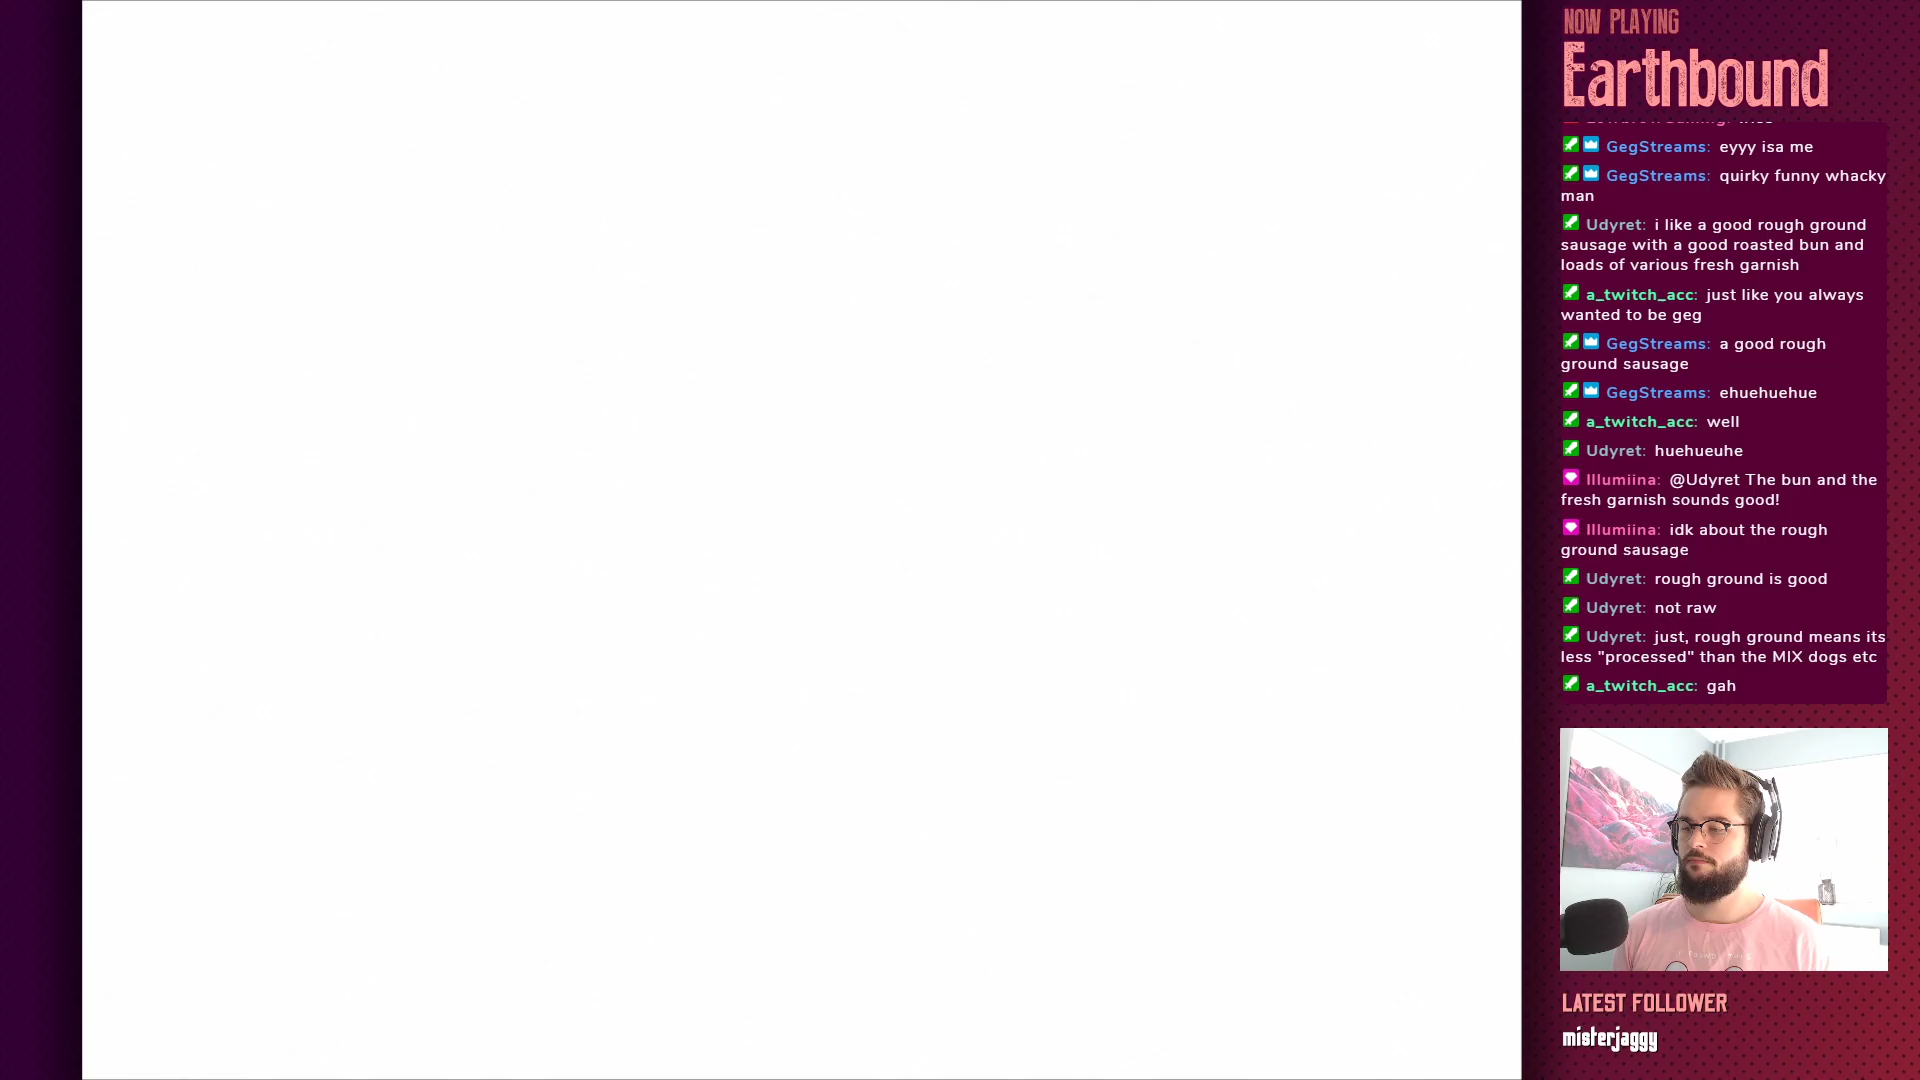 NOW PLAYING
Earthbound
GegStreams: eyyy isa me
GegStreams: quirky funny whacky
man
Udyret: i like a good rough ground
sausage with a good roasted bun and
loads of various fresh garnish
a_twitch_acc: just like you always
wanted to be geg
GegStreams: a good rough
ground sausage
GegStreams: ehuehuehue
a_twitch_acc: well
Udyret: huehueuhe
Illumiina: @Udyret The bun and the
fresh garnish sounds good!
Illumiina: idk about the rough
ground sausage
Udyret: rough ground is good
Udyret: not raw
Udyret: just, rough ground means its
less "processed" than the MIX dogs etc
a_twitch_acc: gah
LATEST FOLLOWER
misterjaggy